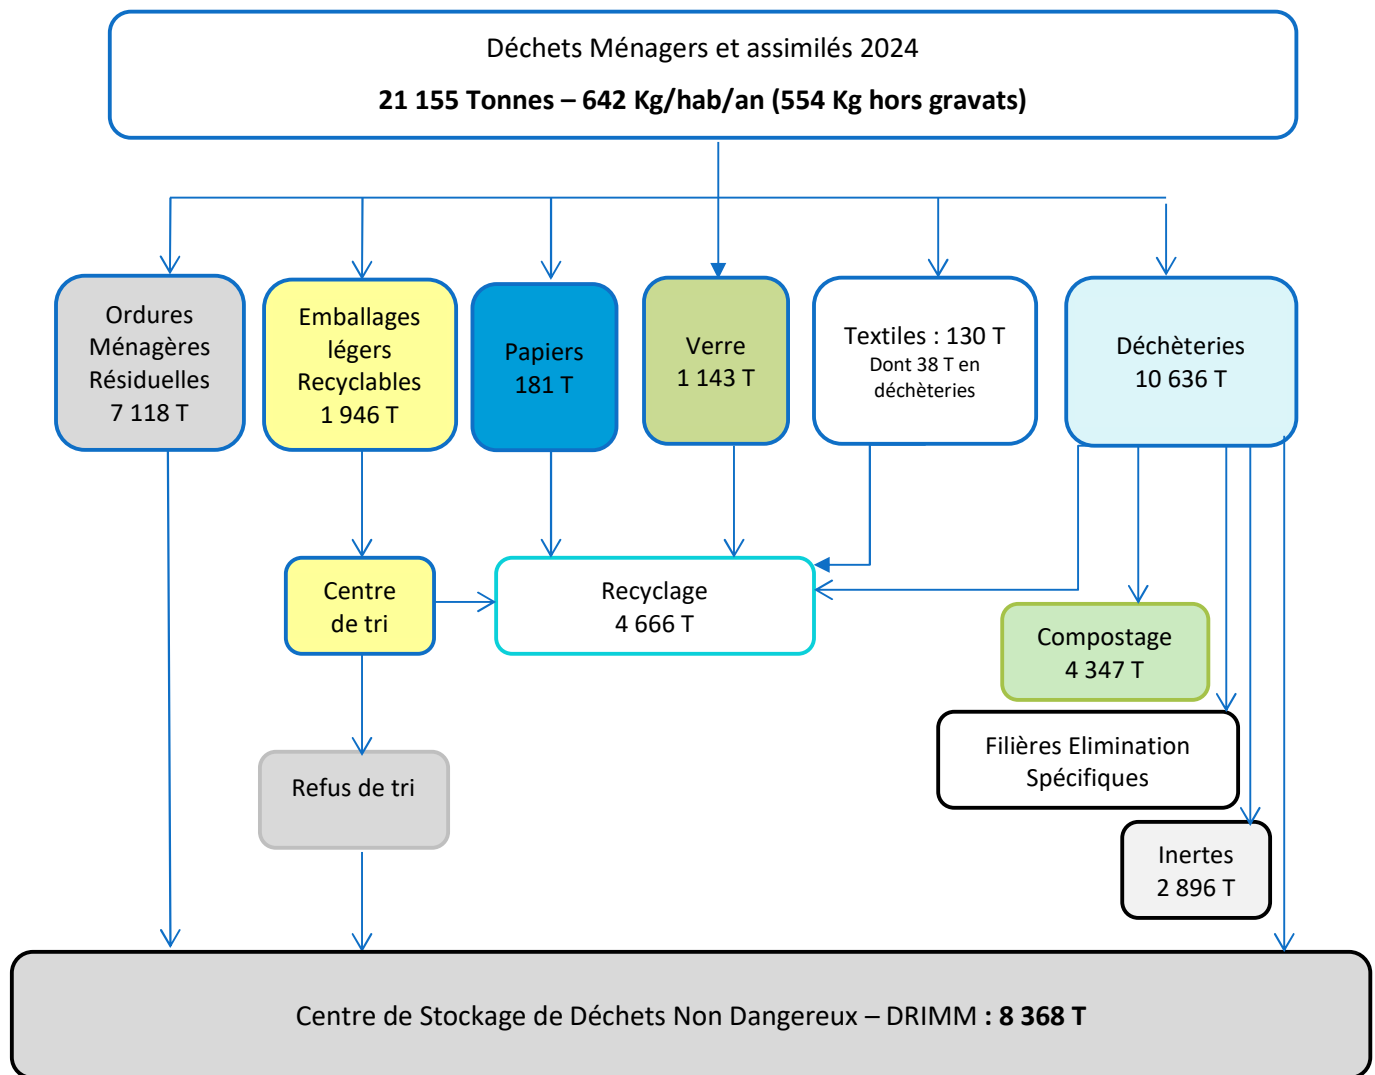 Déchets Ménagers et assimilés 2024
21 155 Tonnes – 642 Kg/hab/an (554 Kg hors gravats)
Ordures
Ménagères
Résiduelles
7 118 T
Emballages
légers
Recyclables
1 946 T
Papiers
181 T
Verre
1 143 T
Textiles : 130 T
Dont 38 T en
déchèteries
Déchèteries
10 636 T
Centre
de tri
Recyclage
4 666 T
Compostage
4 347 T
Filières Elimination
Spécifiques
Refus de tri
Inertes
2 896 T
Centre de Stockage de Déchets Non Dangereux – DRIMM : 8 368 T